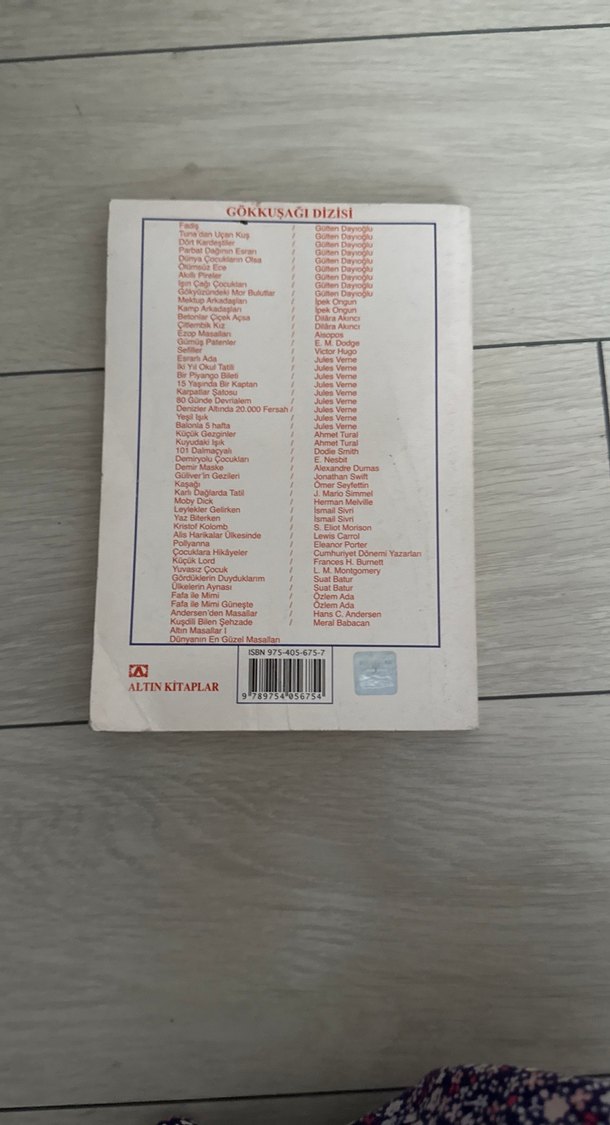 GÖKKUŞAĞI DİZİSİ
Fadiş / Gülten Dayıoğlu
Tuna'dan Uçan Kuş / Gülten Dayıoğlu
Dört Kardeştiler / Gülten Dayıoğlu
Parbat Dağının Esrarı / Gülten Dayıoğlu
Dünya Çocukların Olsa / Gülten Dayıoğlu
Ölümsüz Ece / Gülten Dayıoğlu
Akıllı Pireler / Gülten Dayıoğlu
Işın Çağı Çocukları / Gülten Dayıoğlu
Gökyüzündeki Mor Bulutlar / Gülten Dayıoğlu
Mektup Arkadaşları / İpek Ongun
Kamp Arkadaşları / İpek Ongun
Betonlar Çiçek Açsa / Dilâra Akıncı
Çitlembik Kız / Dilâra Akıncı
Ezop Masalları / Aisopos
Gümüş Patenler / E. M. Dodge
Sefiller / Victor Hugo
Esrarlı Ada / Jules Verne
İki Yıl Okul Tatili / Jules Verne
Bir Piyango Bileti / Jules Verne
15 Yaşında Bir Kaptan / Jules Verne
Karpatlar Şatosu / Jules Verne
80 Günde Devrialem / Jules Verne
Denizler Altında 20.000 Fersah / Jules Verne
Yeşil Işık / Jules Verne
Balonla 5 hafta / Jules Verne
Küçük Gezginler / Ahmet Tural
Kuyudaki Işık / Ahmet Tural
101 Dalmaçyalı / Dodie Smith
Demiryolu Çocukları / E. Nesbit
Demir Maske / Alexandre Dumas
Güliver'in Gezileri / Jonathan Swift
Kaşağı / Ömer Seyfettin
Karlı Dağlarda Tatil / J. Mario Simmel
Moby Dick / Herman Melville
Leylekler Gelirken / İsmail Sivri
Yaz Biterken / İsmail Sivri
Kristof Kolomb / S. Eliot Morison
Alis Harikalar Ülkesinde / Lewis Carrol
Pollyanna / Eleanor Porter
Çocuklara Hikâyeler / Cumhuriyet Dönemi Yazarları
Küçük Lord / Frances H. Burnett
Yuvasız Çocuk / L. M. Montgomery
Gördüklerin Duyduklarım / Suat Batur
Ülkelerin Aynası / Suat Batur
Fafa ile Mimi / Özlem Ada
Fafa ile Mimi Güneşte / Özlem Ada
Andersen'den Masallar / Hans C. Andersen
Kuşdili Bilen Şehzade / Meral Babacan
Altın Masallar I
Dünyanın En Güzel Masalları
ISBN 975-405-675-7
9 789754 056754
ALTIN KİTAPLAR